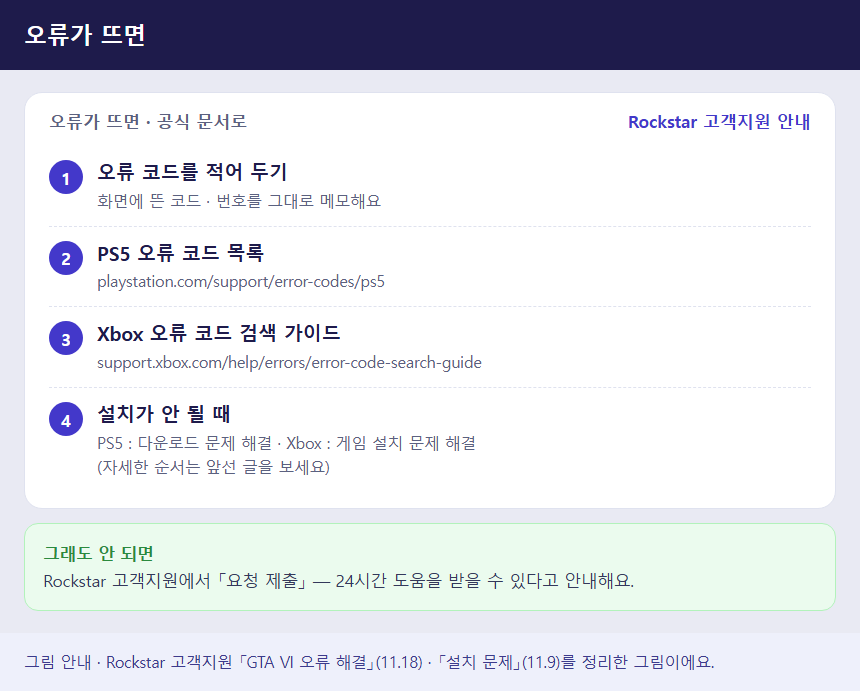 오류가 뜨면
오류가 뜨면 · 공식 문서로
Rockstar 고객지원 안내
1
오류 코드를 적어 두기
화면에 뜬 코드 · 번호를 그대로 메모해요
2
PS5 오류 코드 목록
playstation.com/support/error-codes/ps5
3
Xbox 오류 코드 검색 가이드
support.xbox.com/help/errors/error-code-search-guide
4
설치가 안 될 때
PS5 : 다운로드 문제 해결 · Xbox : 게임 설치 문제 해결
(자세한 순서는 앞선 글을 보세요)
그래도 안 되면
Rockstar 고객지원에서 「요청 제출」 — 24시간 도움을 받을 수 있다고 안내해요.
그림 안내 · Rockstar 고객지원 「GTA VI 오류 해결」(11.18) · 「설치 문제」(11.9)를 정리한 그림이에요.